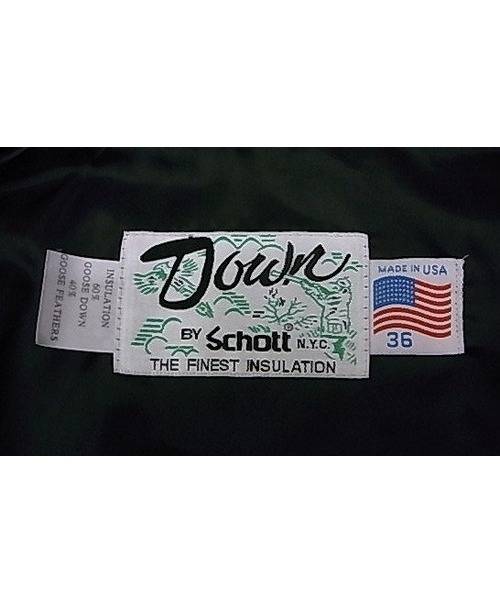 INSULATION
60%
GOOSE DOWN
40%
GOOSE FEATHERS
Down
BY Schott® N.Y.C.
THE FINEST INSULATION
MADE IN USA
36